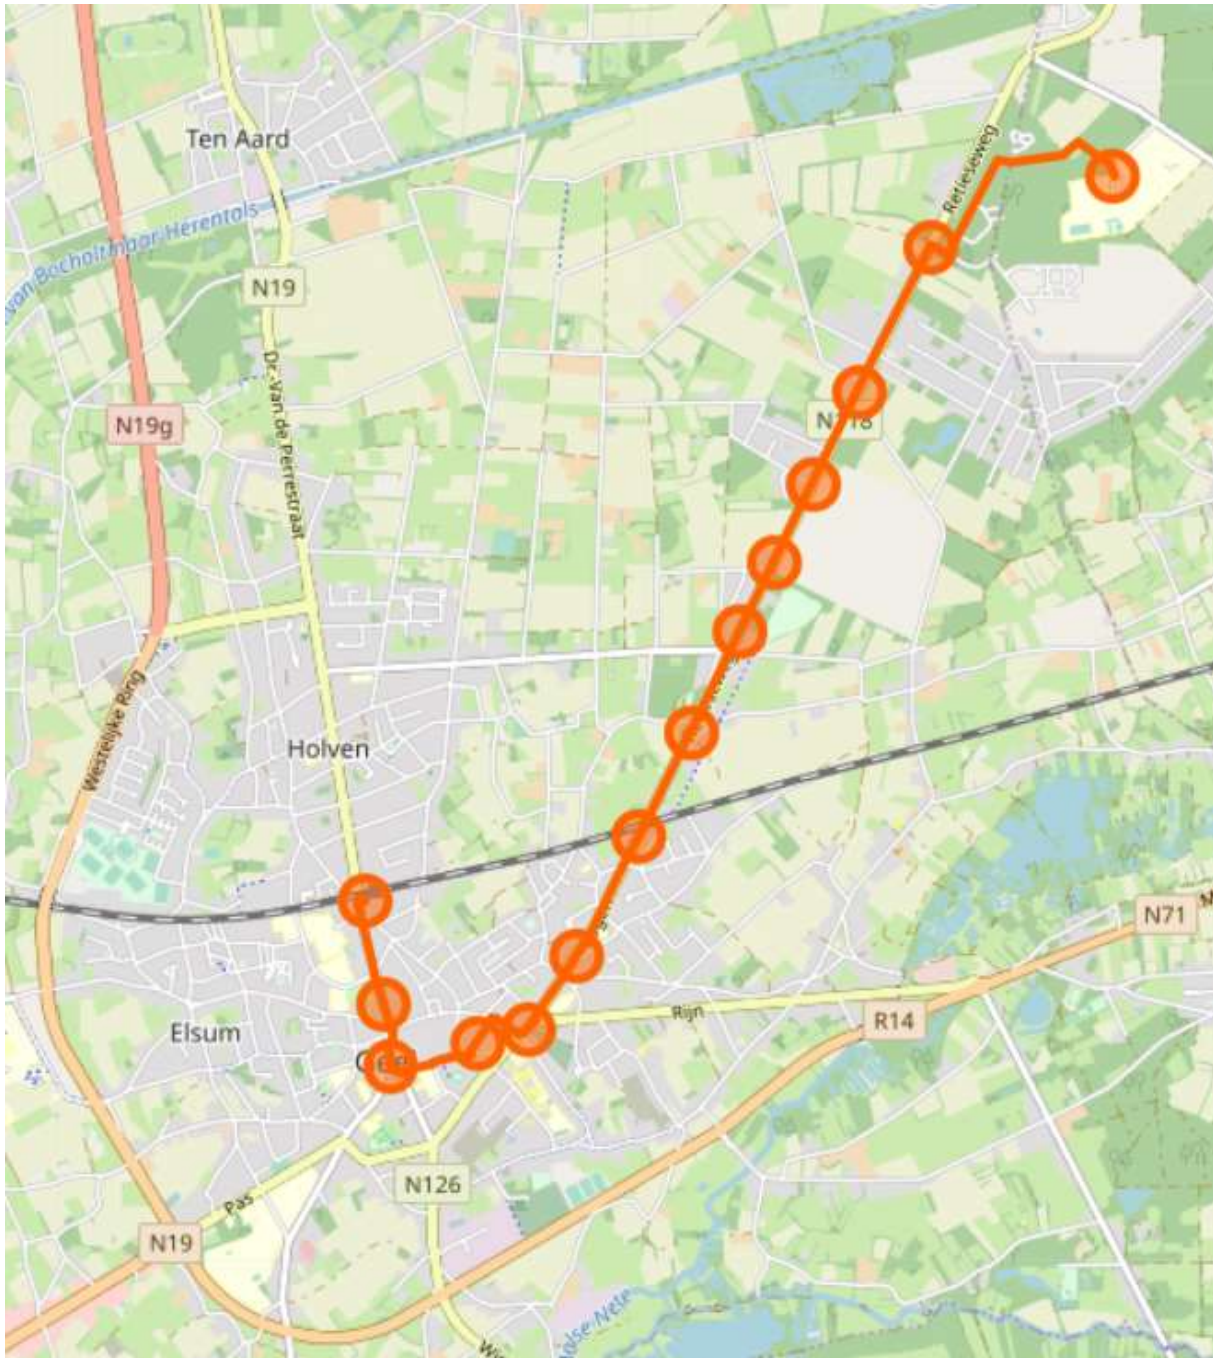 Ten Aard
Retieseweg
van Bocholt naar Herentals
N19
Dr.-Van de Perrestraat
N19g
Westelijke Ring
Holven
N71
Rijn
R14
Elsum
N126
Pas
N19